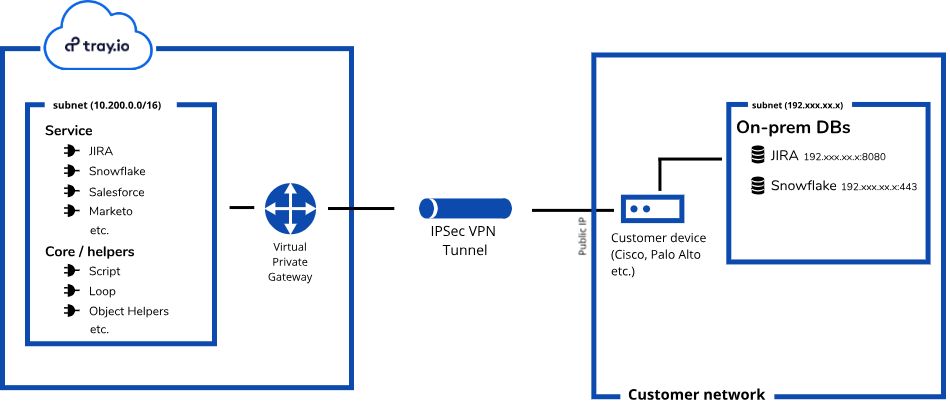 tray.io
subnet (10.200.0.0/16)
Service
JIRA
Snowflake
Salesforce
Marketo
etc.
Core / helpers
Script
Loop
Object Helpers
etc.
Virtual
Private
Gateway
IPSec VPN
Tunnel
Public IP
Customer device
(Cisco, Palo Alto
etc.)
subnet (192.xxx.xx.x)
On-prem DBs
JIRA 192.xxx.xx.x:8080
Snowflake 192.xxx.xx.x:443
Customer network